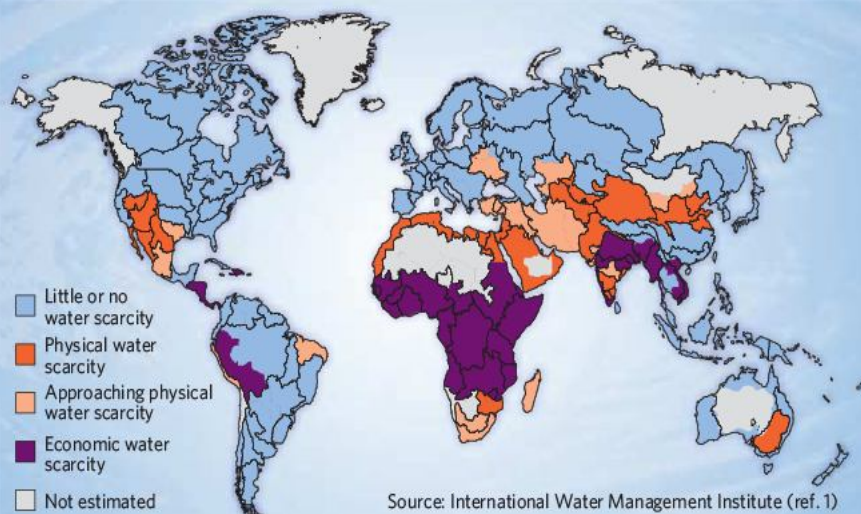 Little or no
water scarcity
Physical water
scarcity
Approaching physical
water scarcity
Economic water
scarcity
Not estimated
Source: International Water Management Institute (ref. 1)